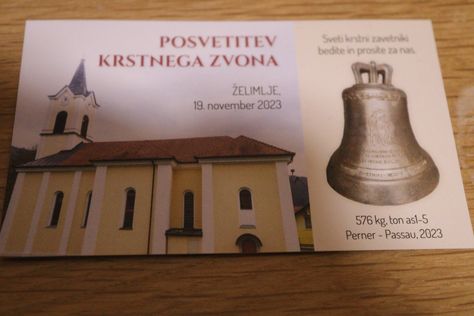 POSVETITEV
KRSTNEGA ZVONA
ŽELIMLJE,
19. november 2023
Sveti krstni zavetniki
bedite in prosite za nas.
576 kg, ton as1-5
Perner - Passau, 2023